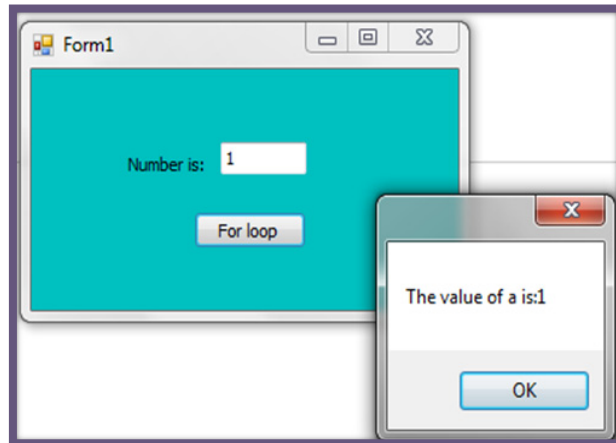 Form1
Number is: 1
For loop
The value of a is:1
OK